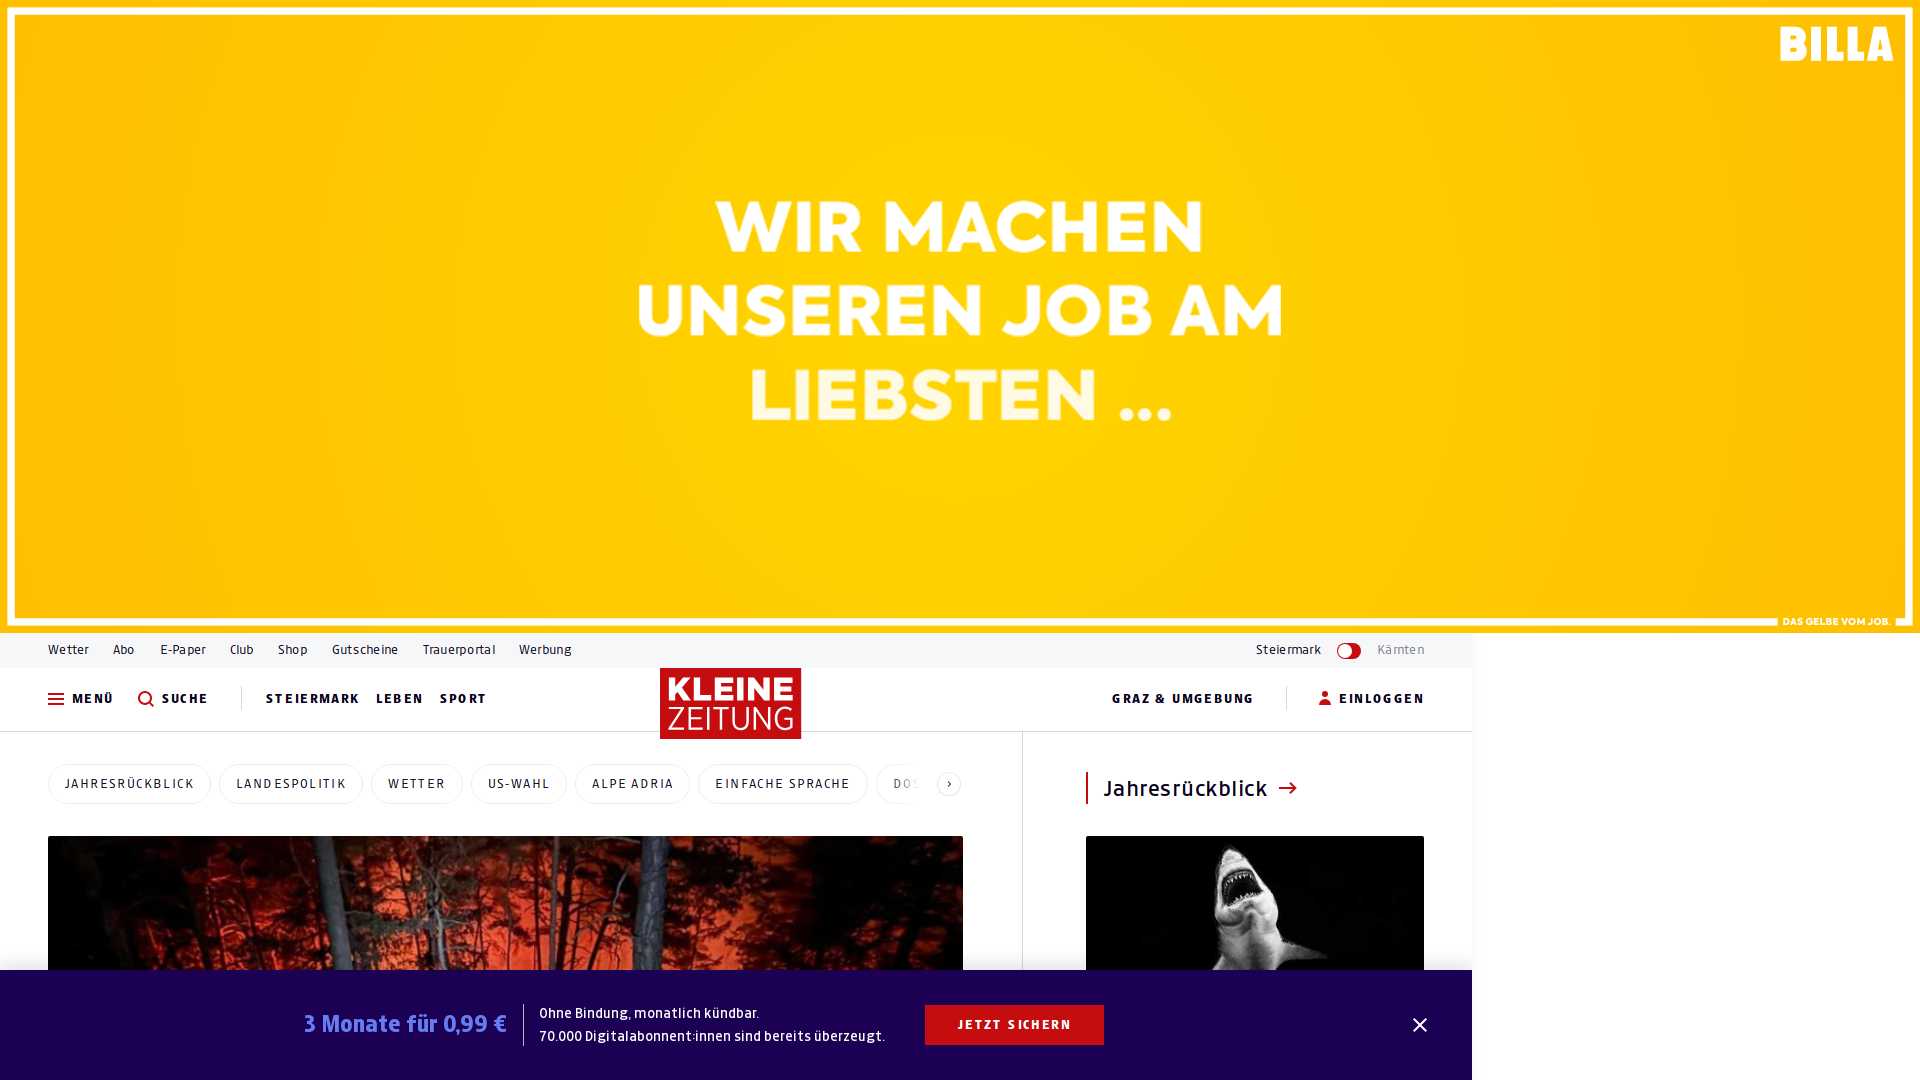 BILLA
WIR MACHEN
UNSEREN JOB AM
LIEBSTEN ...
DAS GELBE VOM JOB.
Wetter Abo E-Paper Club Shop Gutscheine Trauerportal Werbung Steiermark Kärnten
MENÜ SUCHE STEIERMARK LEBEN SPORT KLEINE ZEITUNG GRAZ & UMGEBUNG EINLOGGEN
JAHRESRÜCKBLICK LANDESPOLITIK WETTER US-WAHL ALPE ADRIA EINFACHE SPRACHE
Jahresrückblick
3 Monate für 0,99 €
Ohne Bindung, monatlich kündbar.
70.000 Digitalabonnent:innen sind bereits überzeugt.
JETZT SICHERN